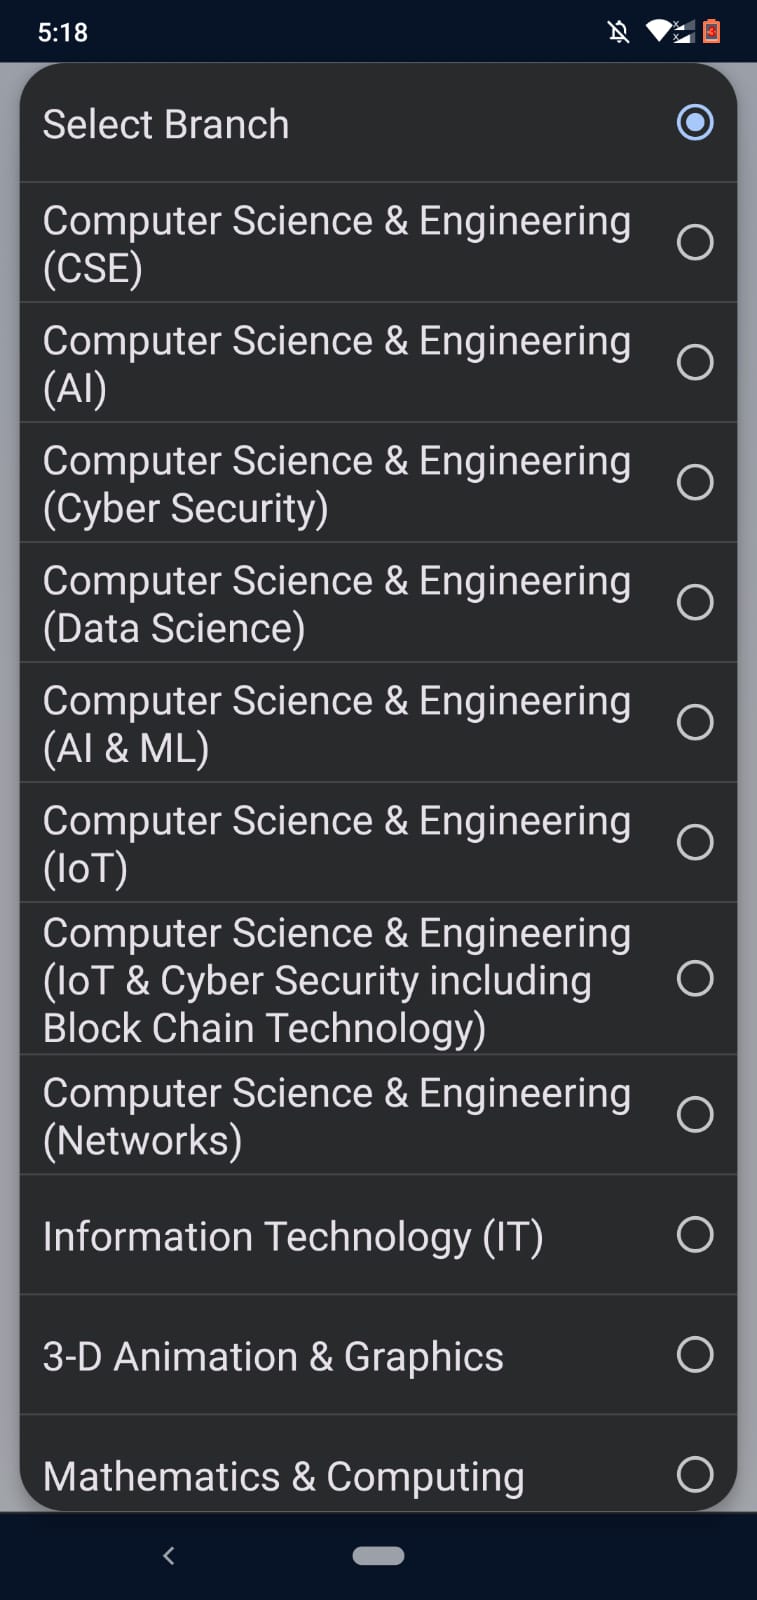 5:18
Select Branch
Computer Science & Engineering
(CSE)
Computer Science & Engineering
(AI)
Computer Science & Engineering
(Cyber Security)
Computer Science & Engineering
(Data Science)
Computer Science & Engineering
(AI & ML)
Computer Science & Engineering
(IoT)
Computer Science & Engineering
(IoT & Cyber Security including
Block Chain Technology)
Computer Science & Engineering
(Networks)
Information Technology (IT)
3-D Animation & Graphics
Mathematics & Computing